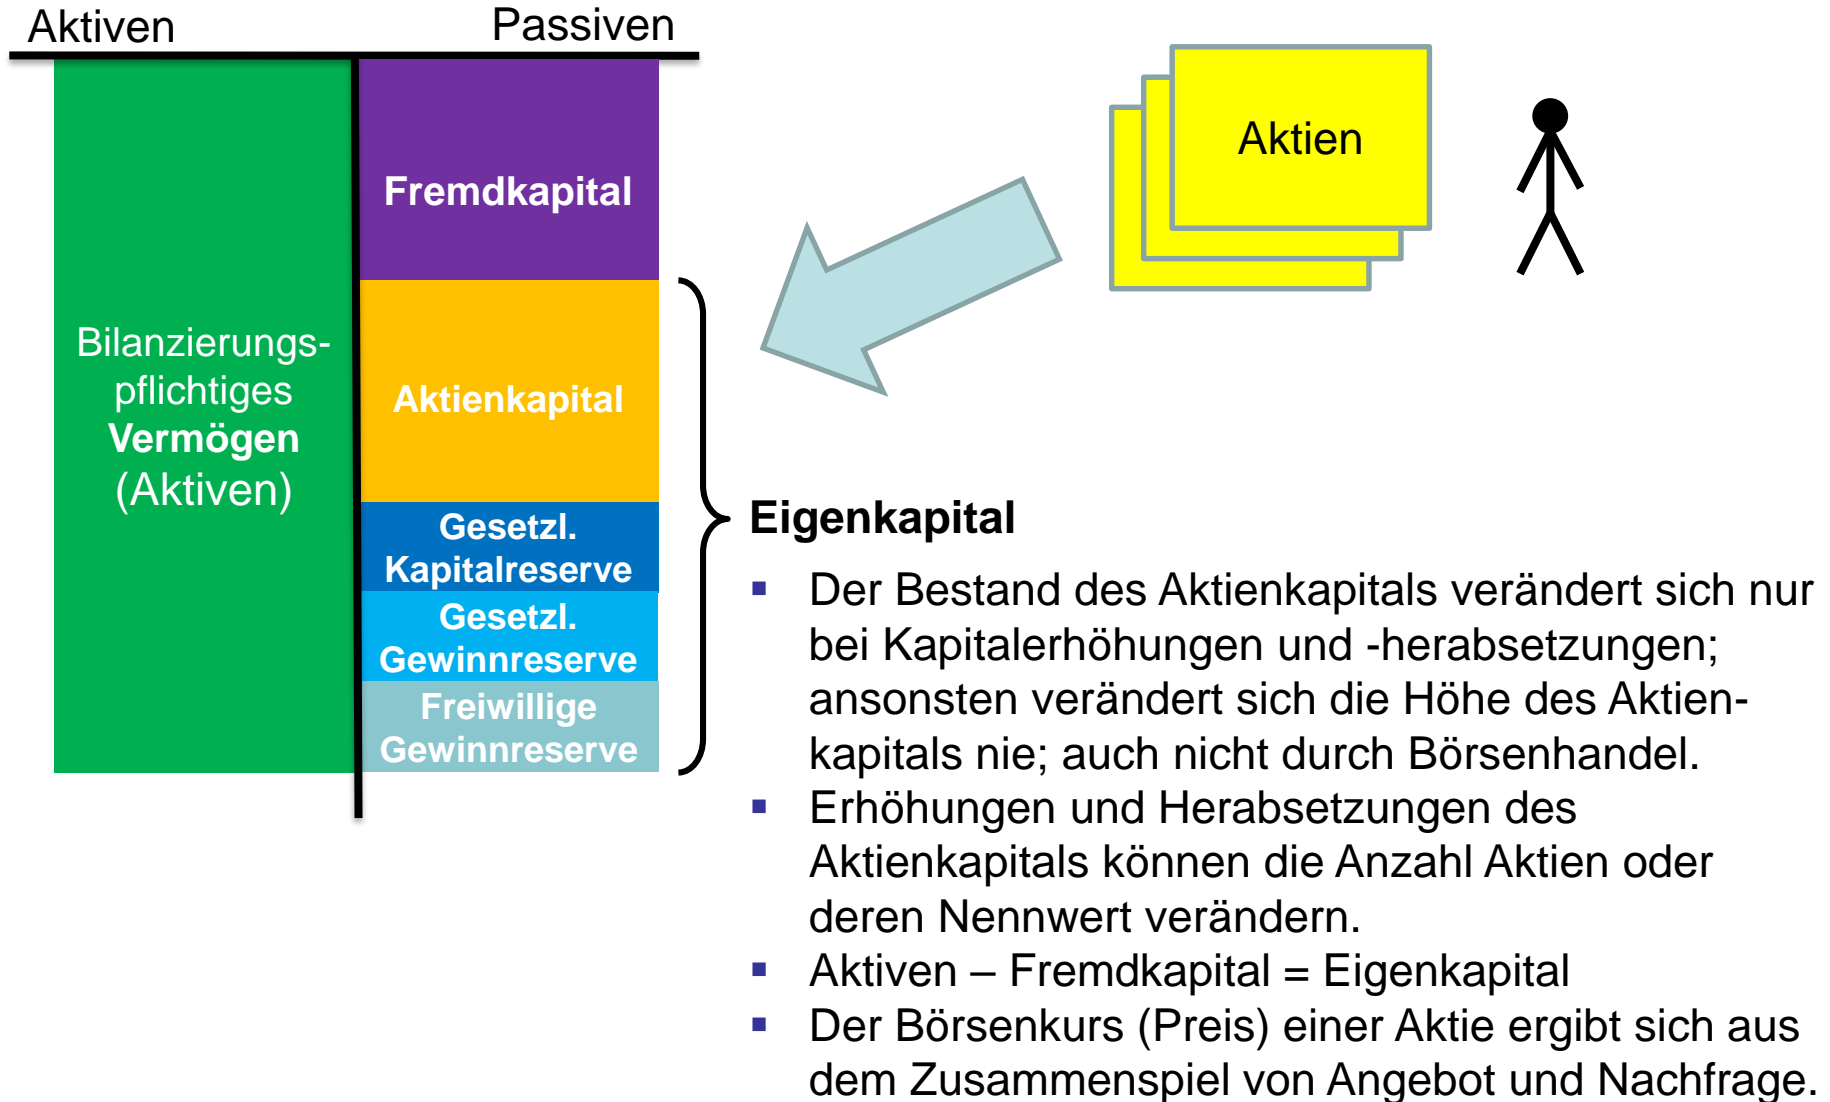 Aktiven
Passiven
Bilanzierungs-
pflichtiges
Vermögen
(Aktiven)
Fremdkapital
Aktienkapital
Gesetzl.
Kapitalreserve
Gesetzl.
Gewinnreserve
Freiwillige
Gewinnreserve
Aktien
Eigenkapital
▪ Der Bestand des Aktienkapitals verändert sich nur
bei Kapitalerhöhungen und -herabsetzungen;
ansonsten verändert sich die Höhe des Aktien-
kapitals nie; auch nicht durch Börsenhandel.
▪ Erhöhungen und Herabsetzungen des
Aktienkapitals können die Anzahl Aktien oder
deren Nennwert verändern.
▪ Aktiven – Fremdkapital = Eigenkapital
▪ Der Börsenkurs (Preis) einer Aktie ergibt sich aus
dem Zusammenspiel von Angebot und Nachfrage.